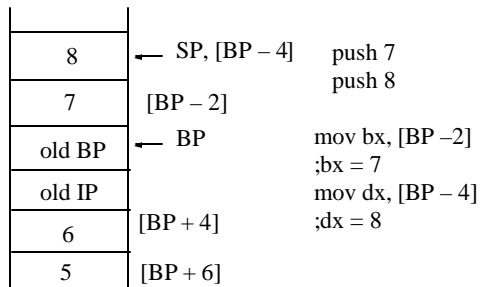 8 SP, [BP – 4] push 7
push 8
7 [BP – 2]
old BP BP mov bx, [BP –2]
;bx = 7
old IP mov dx, [BP – 4]
6 [BP + 4] ;dx = 8
5 [BP + 6]